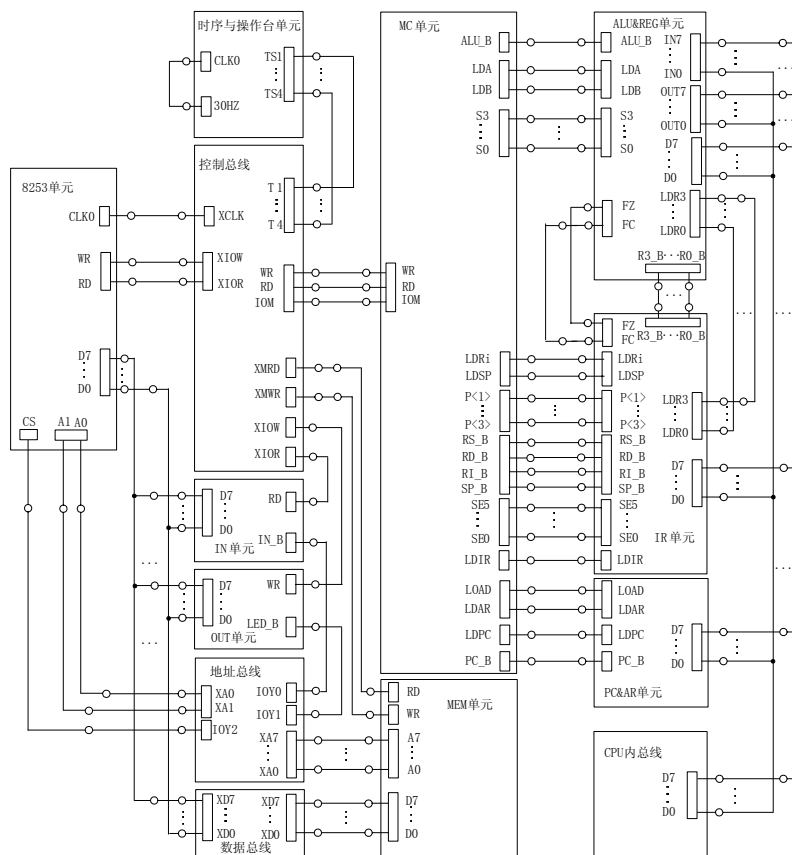 时序与操作台单元
CLK0
30HZ
TS1
TS4
控制总线
T1
T4
XCLK
XIOW
XIOR
WR
RD
IOM
XMRD
XMWR
XIOW
XIOR
8253单元
CLK0
WR
RD
D7
D0
CS
A1 A0
D7
D0
RD
IN_B
IN单元
D7
D0
WR
LED_B
OUT单元
地址总线
XA0
XA1
IOY2
IOY0
IOY1
XA7
XA0
XD7
XD0
XD7
XD0
数据总线
MC单元
ALU_B
LDA
LDB
S3
S0
WR
RD
IOM
LDRi
LDSP
P<1>
P<3>
RS_B
RD_B
RI_B
SP_B
SE5
SE0
LDIR
LOAD
LDAR
LDPC
PC_B
MEM单元
RD
WR
A7
A0
D7
D0
ALU&REG单元
ALU_B
LDA
LDB
S3
S0
IN7
IN0
OUT7
OUT0
D7
D0
FZ
FC
LDR3
LDR0
R3_B···R0_B
FZ
FC
R3_B···R0_B
LDRi
LDSP
P<1>
P<3>
LDR3
LDR0
RS_B
RD_B
RI_B
SP_B
D7
D0
SE5
SE0
IR单元
LDIR
LOAD
LDAR
LDPC
PC_B
D7
D0
PC&AR单元
CPU内总线
D7
D0